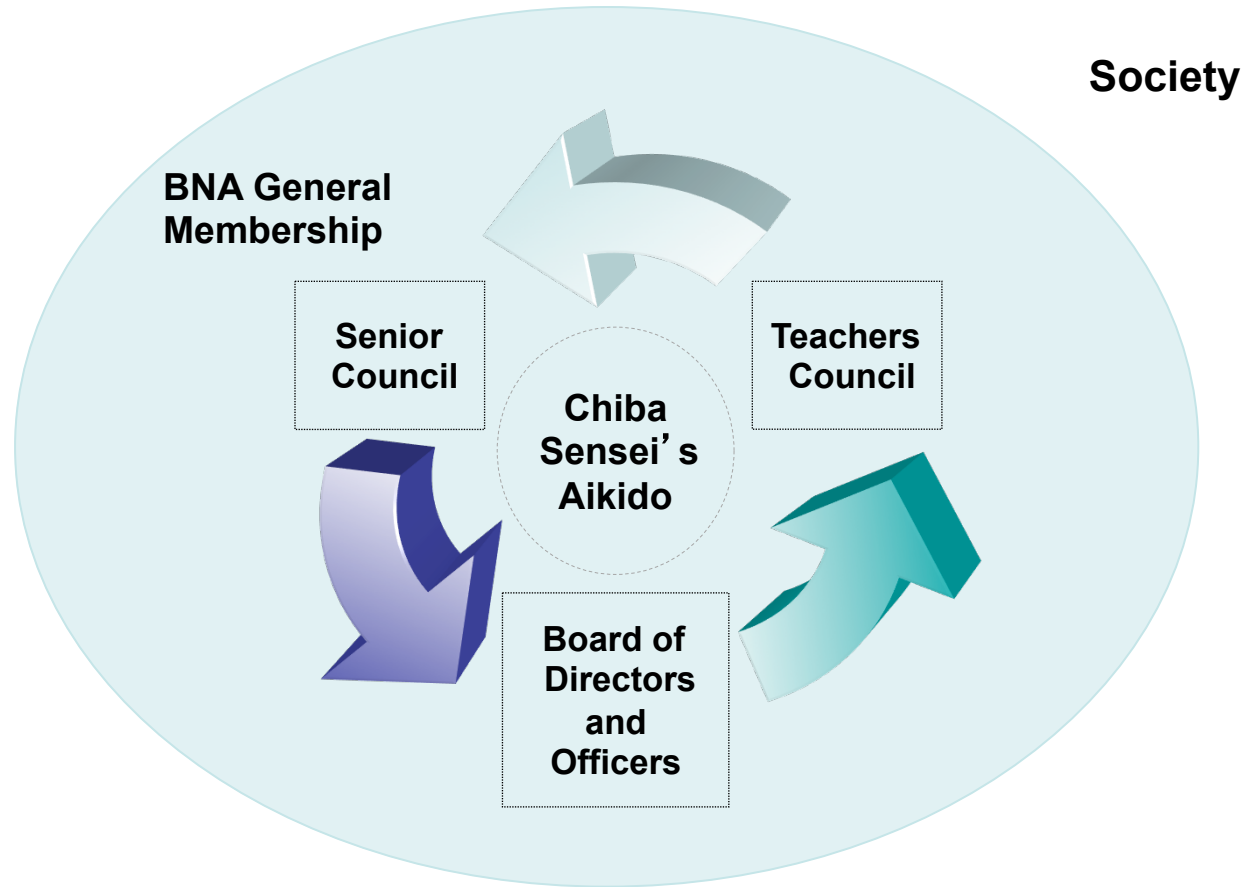 Society
BNA General
Membership
Senior
Council
Teachers
Council
Chiba
Sensei’s
Aikido
Board of
Directors
and
Officers